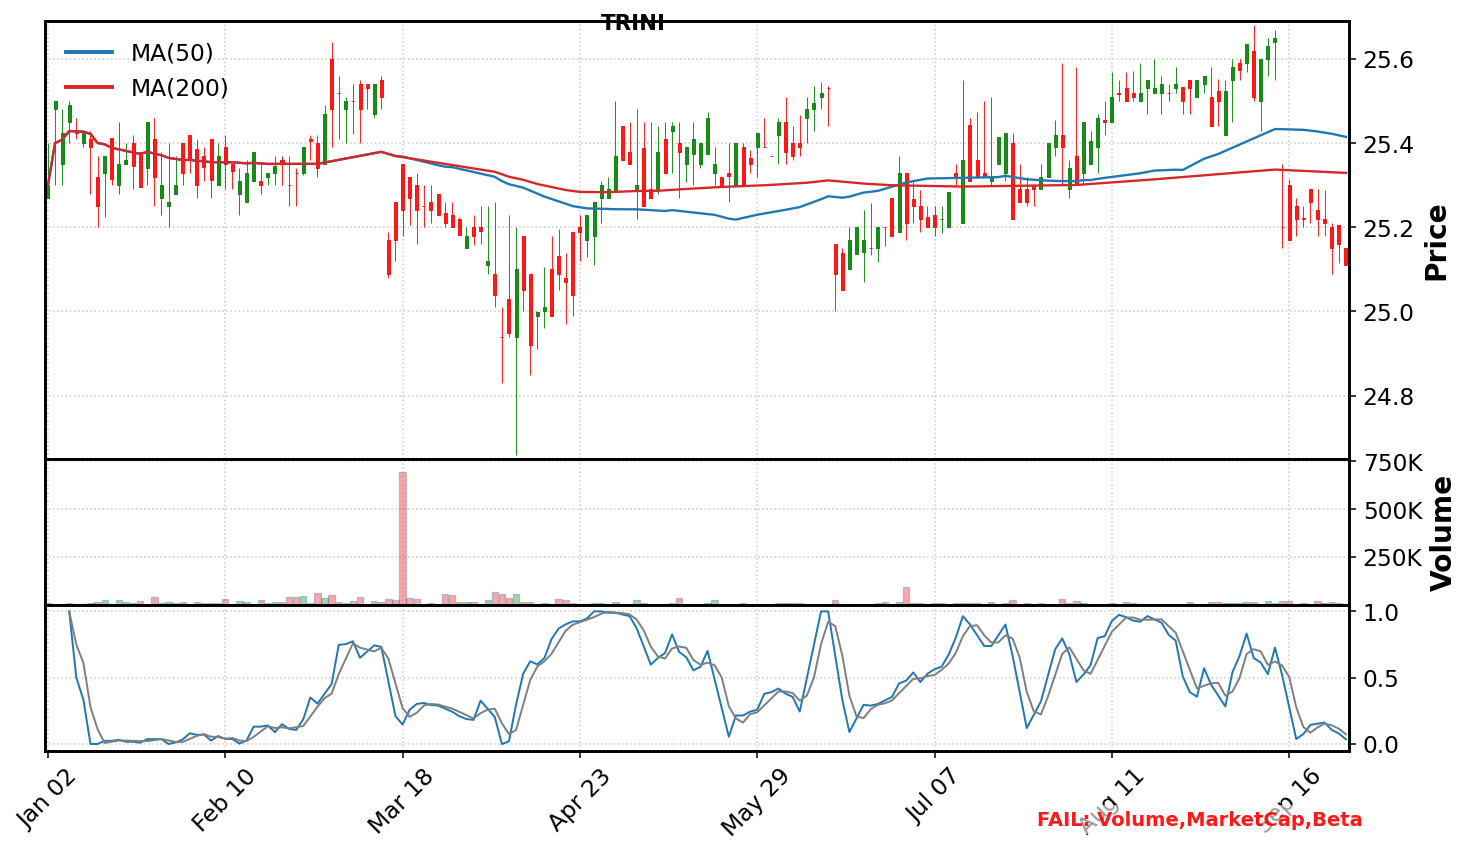 TRINI
MA(50)
MA(200)
25.6
25.4
25.2
25.0
24.8
Price
750K
500K
250K
Volume
1.0
0.5
0.0
Jan 02
Feb 10
Mar 18
Apr 23
May 29
Jul 07
Aug 11
Sep 16
FAIL: Volume,MarketCap,Beta